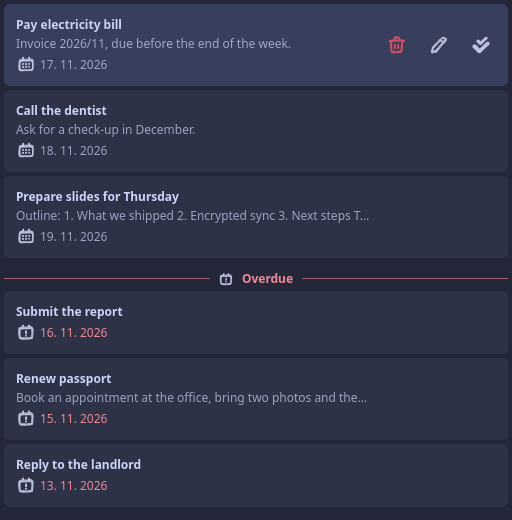 Pay electricity bill
Invoice 2026/11, due before the end of the week.
17. 11. 2026
Call the dentist
Ask for a check-up in December.
18. 11. 2026
Prepare slides for Thursday
Outline: 1. What we shipped 2. Encrypted sync 3. Next steps T...
19. 11. 2026
Overdue
Submit the report
16. 11. 2026
Renew passport
Book an appointment at the office, bring two photos and the...
15. 11. 2026
Reply to the landlord
13. 11. 2026